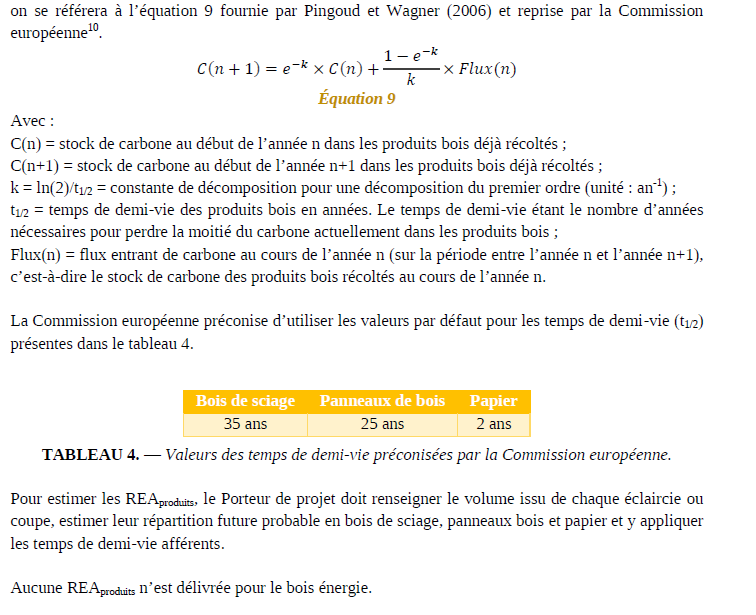 on se référera à l’équation 9 fournie par Pingoud et Wagner (2006) et reprise par la Commission
européenne¹⁰.
C(n + 1) = e⁻ᵏ × C(n) + (1 − e⁻ᵏ)/k × Flux(n)
Équation 9
Avec :
C(n) = stock de carbone au début de l’année n dans les produits bois déjà récoltés ;
C(n+1) = stock de carbone au début de l’année n+1 dans les produits bois déjà récoltés ;
k = ln(2)/t1/2 = constante de décomposition pour une décomposition du premier ordre (unité : an⁻¹) ;
t1/2 = temps de demi-vie des produits bois en années. Le temps de demi-vie étant le nombre d’années
nécessaires pour perdre la moitié du carbone actuellement dans les produits bois ;
Flux(n) = flux entrant de carbone au cours de l’année n (sur la période entre l’année n et l’année n+1),
c’est-à-dire le stock de carbone des produits bois récoltés au cours de l’année n.
La Commission européenne préconise d’utiliser les valeurs par défaut pour les temps de demi-vie (t1/2)
présentes dans le tableau 4.
Bois de sciage Panneaux de bois Papier
35 ans 25 ans 2 ans
TABLEAU 4. — Valeurs des temps de demi-vie préconisées par la Commission européenne.
Pour estimer les REAproduits, le Porteur de projet doit renseigner le volume issu de chaque éclaircie ou
coupe, estimer leur répartition future probable en bois de sciage, panneaux bois et papier et y appliquer
les temps de demi-vie afférents.
Aucune REAproduits n’est délivrée pour le bois énergie.